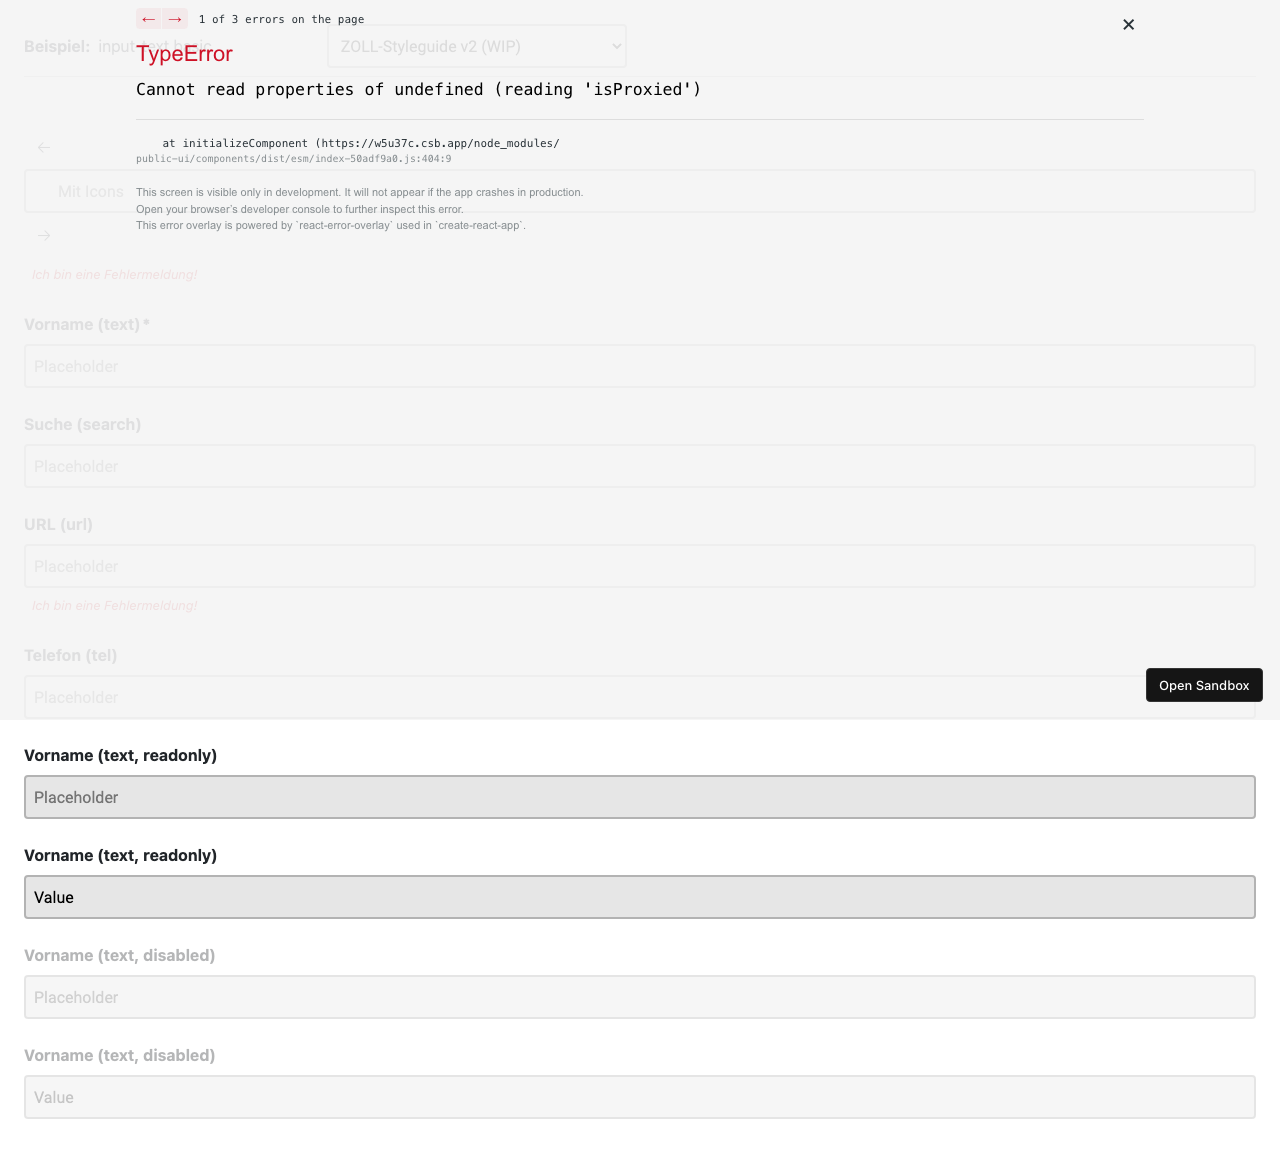 ← → 1 of 3 errors on the page
Beispiel: input-text basic
ZOLL-Styleguide v2 (WIP)
TypeError
Cannot read properties of undefined (reading 'isProxied')
at initializeComponent (https://w5u37c.csb.app/node_modules/
public-ui/components/dist/esm/index-50adf9a0.js:404:9
Mit Icons
This screen is visible only in development. It will not appear if the app crashes in production.
Open your browser’s developer console to further inspect this error.
This error overlay is powered by `react-error-overlay` used in `create-react-app`.
Ich bin eine Fehlermeldung!
Vorname (text)*
Placeholder
Suche (search)
Placeholder
URL (url)
Placeholder
Ich bin eine Fehlermeldung!
Telefon (tel)
Placeholder
Open Sandbox
Vorname (text, readonly)
Placeholder
Vorname (text, readonly)
Value
Vorname (text, disabled)
Placeholder
Vorname (text, disabled)
Value